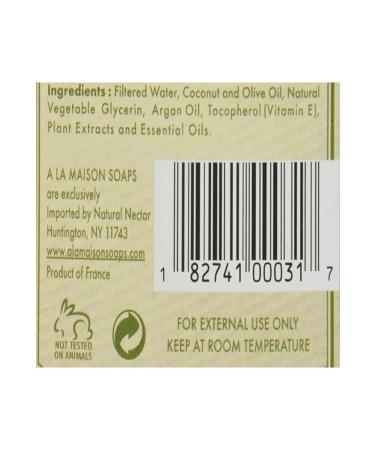 Ingredients : Filtered Water, Coconut and Olive Oil, Natural
Vegetable Glycerin, Argan Oil, Tocopherol (Vitamin E),
Plant Extracts and Essential Oils.
A LA MAISON SOAPS
are exclusively
Imported by Natural Nectar
Huntington, NY 11743
www.alamaisonsoaps.com
Product of France
1 82741 00031 7
NOT TESTED
ON ANIMALS
FOR EXTERNAL USE ONLY
KEEP AT ROOM TEMPERATURE